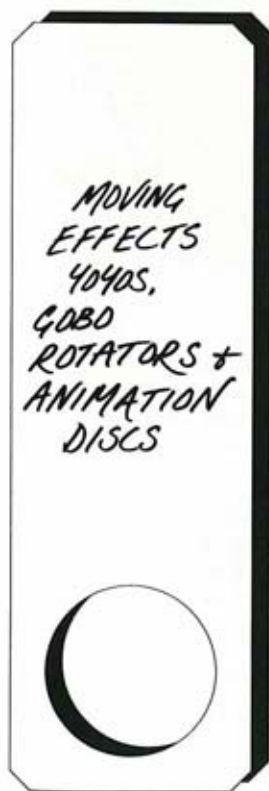 MOVING
EFFECTS
YOYOS,
GOBO
ROTATORS &
ANIMATION
DISCS